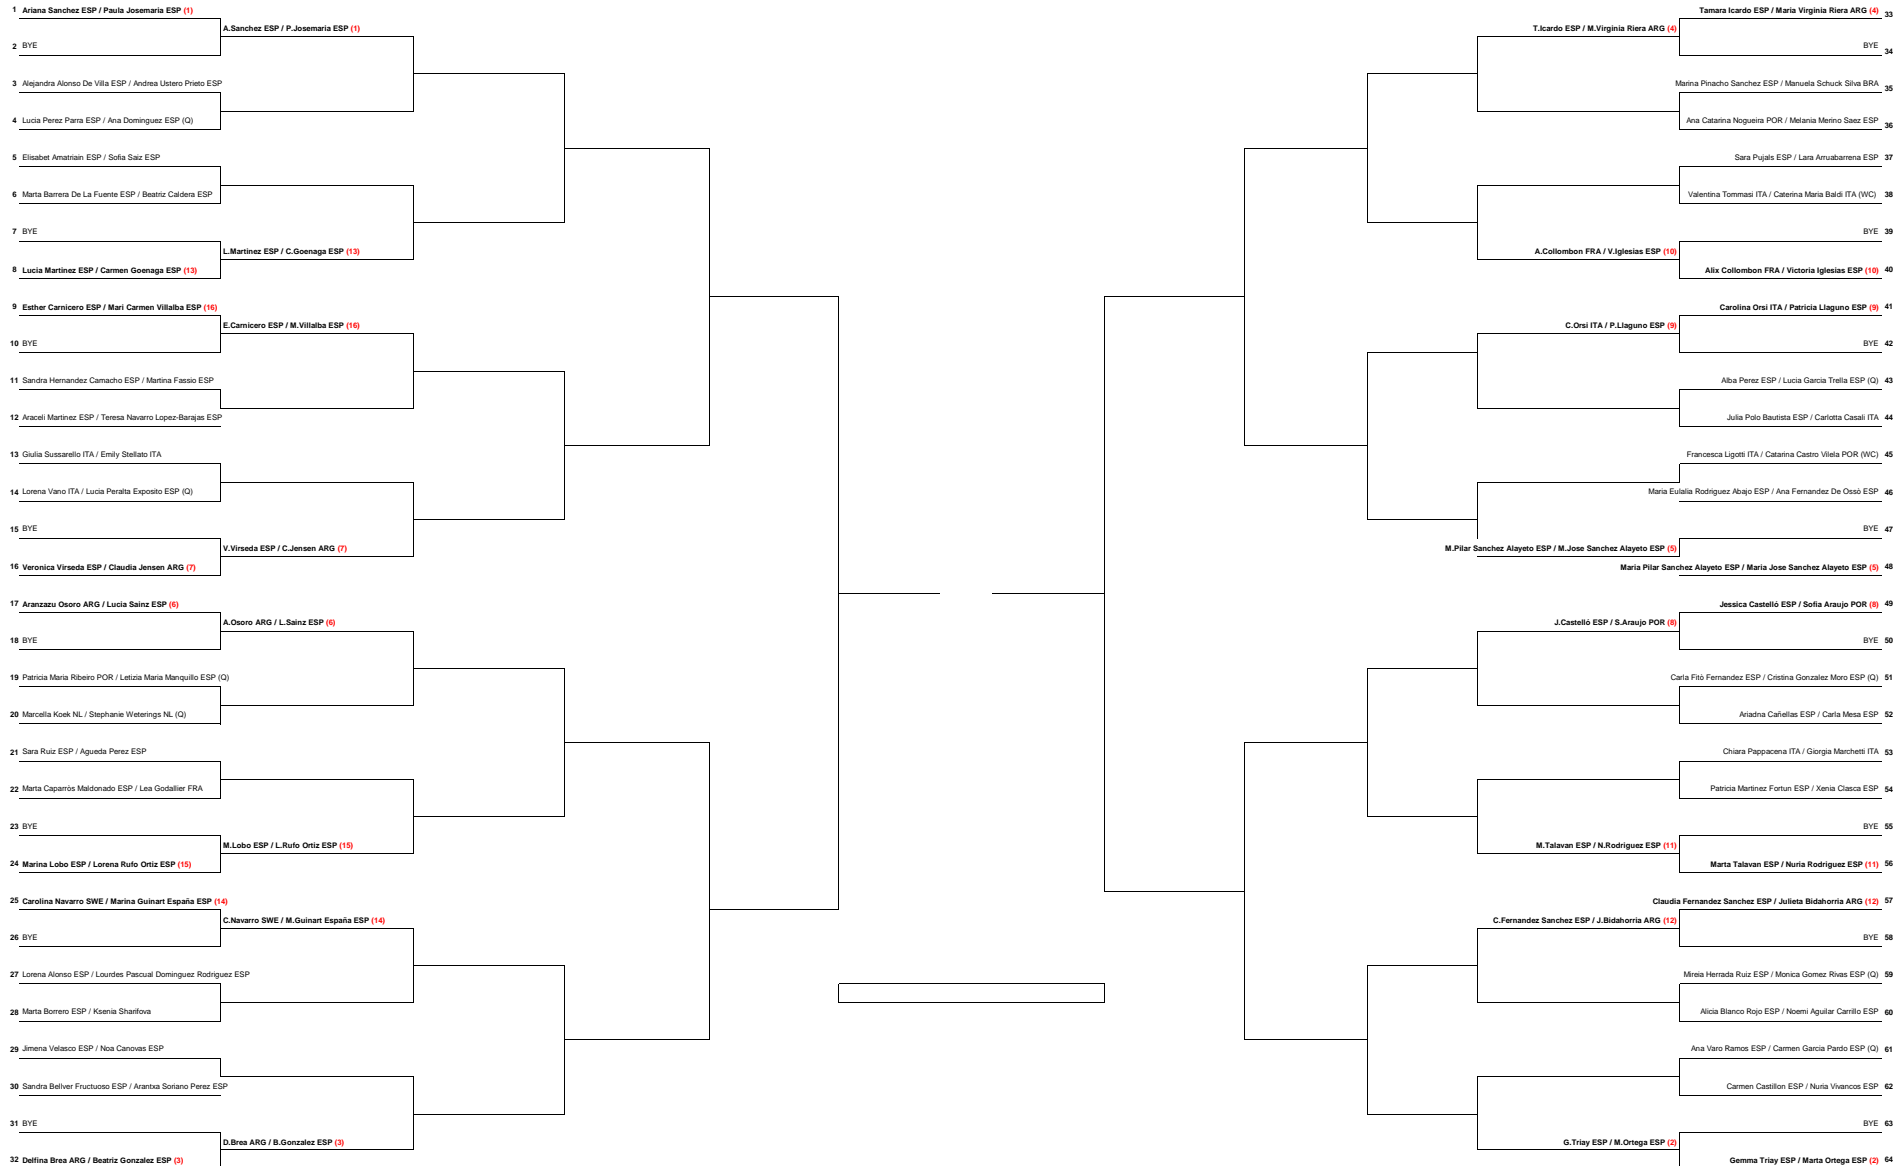 1 Ariana Sanchez ESP / Paula Josemaria ESP (1)
A.Sanchez ESP / P.Josemaria ESP (1)
2 BYE
3 Alejandra Alonso De Villa ESP / Andrea Ustero Prieto ESP
4 Lucia Perez Parra ESP / Ana Dominguez ESP (Q)
5 Elisabet Amatriain ESP / Sofia Saiz ESP
6 Marta Barrera De La Fuente ESP / Beatriz Caldera ESP
7 BYE
L.Martinez ESP / C.Goenaga ESP (13)
8 Lucia Martinez ESP / Carmen Goenaga ESP (13)
9 Esther Carnicero ESP / Mari Carmen Villalba ESP (16)
E.Carnicero ESP / M.Villalba ESP (16)
10 BYE
11 Sandra Hernandez Camacho ESP / Martina Fassio ESP
12 Araceli Martinez ESP / Teresa Navarro Lopez-Barajas ESP
13 Giulia Sussarello ITA / Emily Stellato ITA
14 Lorena Vano ITA / Lucia Peralta Exposito ESP (Q)
15 BYE
V.Virseda ESP / C.Jensen ARG (7)
16 Veronica Virseda ESP / Claudia Jensen ARG (7)
17 Aranzazu Osoro ARG / Lucia Sainz ESP (6)
A.Osoro ARG / L.Sainz ESP (6)
18 BYE
19 Patricia Maria Ribeiro POR / Letizia Maria Manquillo ESP (Q)
20 Marcella Koek NL / Stephanie Weterings NL (Q)
21 Sara Ruiz ESP / Agueda Perez ESP
22 Marta Caparròs Maldonado ESP / Lea Godallier FRA
23 BYE
M.Lobo ESP / L.Rufo Ortiz ESP (15)
24 Marina Lobo ESP / Lorena Rufo Ortiz ESP (15)
25 Carolina Navarro SWE / Marina Guinart España ESP (14)
C.Navarro SWE / M.Guinart España ESP (14)
26 BYE
27 Lorena Alonso ESP / Lourdes Pascual Dominguez Rodriguez ESP
28 Marta Borrero ESP / Ksenia Sharifova
29 Jimena Velasco ESP / Noa Canovas ESP
30 Sandra Bellver Fructuoso ESP / Arantxa Soriano Perez ESP
31 BYE
D.Brea ARG / B.Gonzalez ESP (3)
32 Delfina Brea ARG / Beatriz Gonzalez ESP (3)
Tamara Icardo ESP / Maria Virginia Riera ARG (4) 33
T.Icardo ESP / M.Virginia Riera ARG (4)
BYE 34
Marina Pinacho Sanchez ESP / Manuela Schuck Silva BRA 35
Ana Catarina Nogueira POR / Melania Merino Saez ESP 36
Sara Pujals ESP / Lara Arruabarrena ESP 37
Valentina Tommasi ITA / Caterina Maria Baldi ITA (WC) 38
BYE 39
A.Collombon FRA / V.Iglesias ESP (10)
Alix Collombon FRA / Victoria Iglesias ESP (10) 40
Carolina Orsi ITA / Patricia Llaguno ESP (9) 41
C.Orsi ITA / P.Llaguno ESP (9)
BYE 42
Alba Perez ESP / Lucia Garcia Trella ESP (Q) 43
Julia Polo Bautista ESP / Carlotta Casali ITA 44
Francesca Ligotti ITA / Catarina Castro Vilela POR (WC) 45
Maria Eulalia Rodriguez Abajo ESP / Ana Fernandez De Ossò ESP 46
BYE 47
M.Pilar Sanchez Alayeto ESP / M.Jose Sanchez Alayeto ESP (5)
Maria Pilar Sanchez Alayeto ESP / Maria Jose Sanchez Alayeto ESP (5) 48
Jessica Castelló ESP / Sofia Araujo POR (8) 49
J.Castelló ESP / S.Araujo POR (8)
BYE 50
Carla Fitò Fernandez ESP / Cristina Gonzalez Moro ESP (Q) 51
Ariadna Cañellas ESP / Carla Mesa ESP 52
Chiara Pappacena ITA / Giorgia Marchetti ITA 53
Patricia Martinez Fortun ESP / Xenia Clasca ESP 54
BYE 55
M.Talavan ESP / N.Rodriguez ESP (11)
Marta Talavan ESP / Nuria Rodriguez ESP (11) 56
Claudia Fernandez Sanchez ESP / Julieta Bidahorria ARG (12) 57
C.Fernandez Sanchez ESP / J.Bidahorria ARG (12)
BYE 58
Mireia Herrada Ruiz ESP / Monica Gomez Rivas ESP (Q) 59
Alicia Blanco Rojo ESP / Noemi Aguilar Carrillo ESP 60
Ana Varo Ramos ESP / Carmen Garcia Pardo ESP (Q) 61
Carmen Castillon ESP / Nuria Vivancos ESP 62
BYE 63
G.Triay ESP / M.Ortega ESP (2)
Gemma Triay ESP / Marta Ortega ESP (2) 64